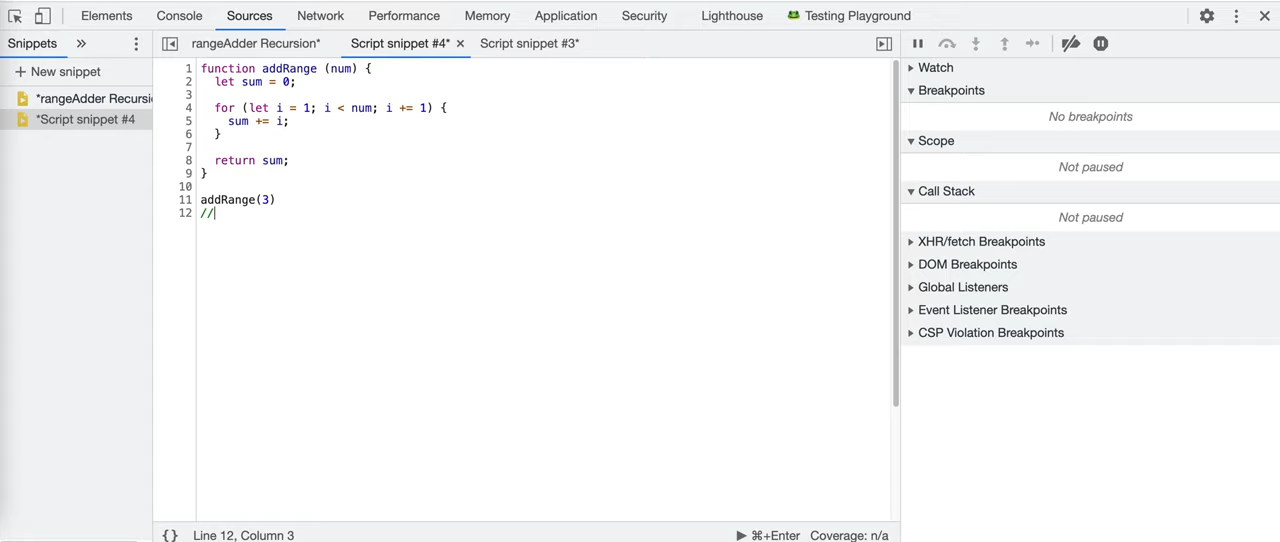 Elements Console Sources Network Performance Memory Application Security Lighthouse Testing Playground
Snippets
rangeAdder Recursion* Script snippet #4* × Script snippet #3*
+ New snippet
*rangeAdder Recursi
*Script snippet #4
1 function addRange (num) {
2 let sum = 0;
3
4 for (let i = 1; i < num; i += 1) {
5 sum += i;
6 }
7
8 return sum;
9 }
10
11 addRange(3)
12 //
{} Line 12, Column 3 ⌘+Enter Coverage: n/a
Watch
Breakpoints
No breakpoints
Scope
Not paused
Call Stack
Not paused
XHR/fetch Breakpoints
DOM Breakpoints
Global Listeners
Event Listener Breakpoints
CSP Violation Breakpoints